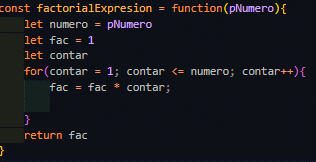 const factorialExpresion = function(pNumero){
    let numero = pNumero
    let fac = 1
    let contar
    for(contar = 1; contar <= numero; contar++){
        fac = fac * contar;
    }
    return fac
}